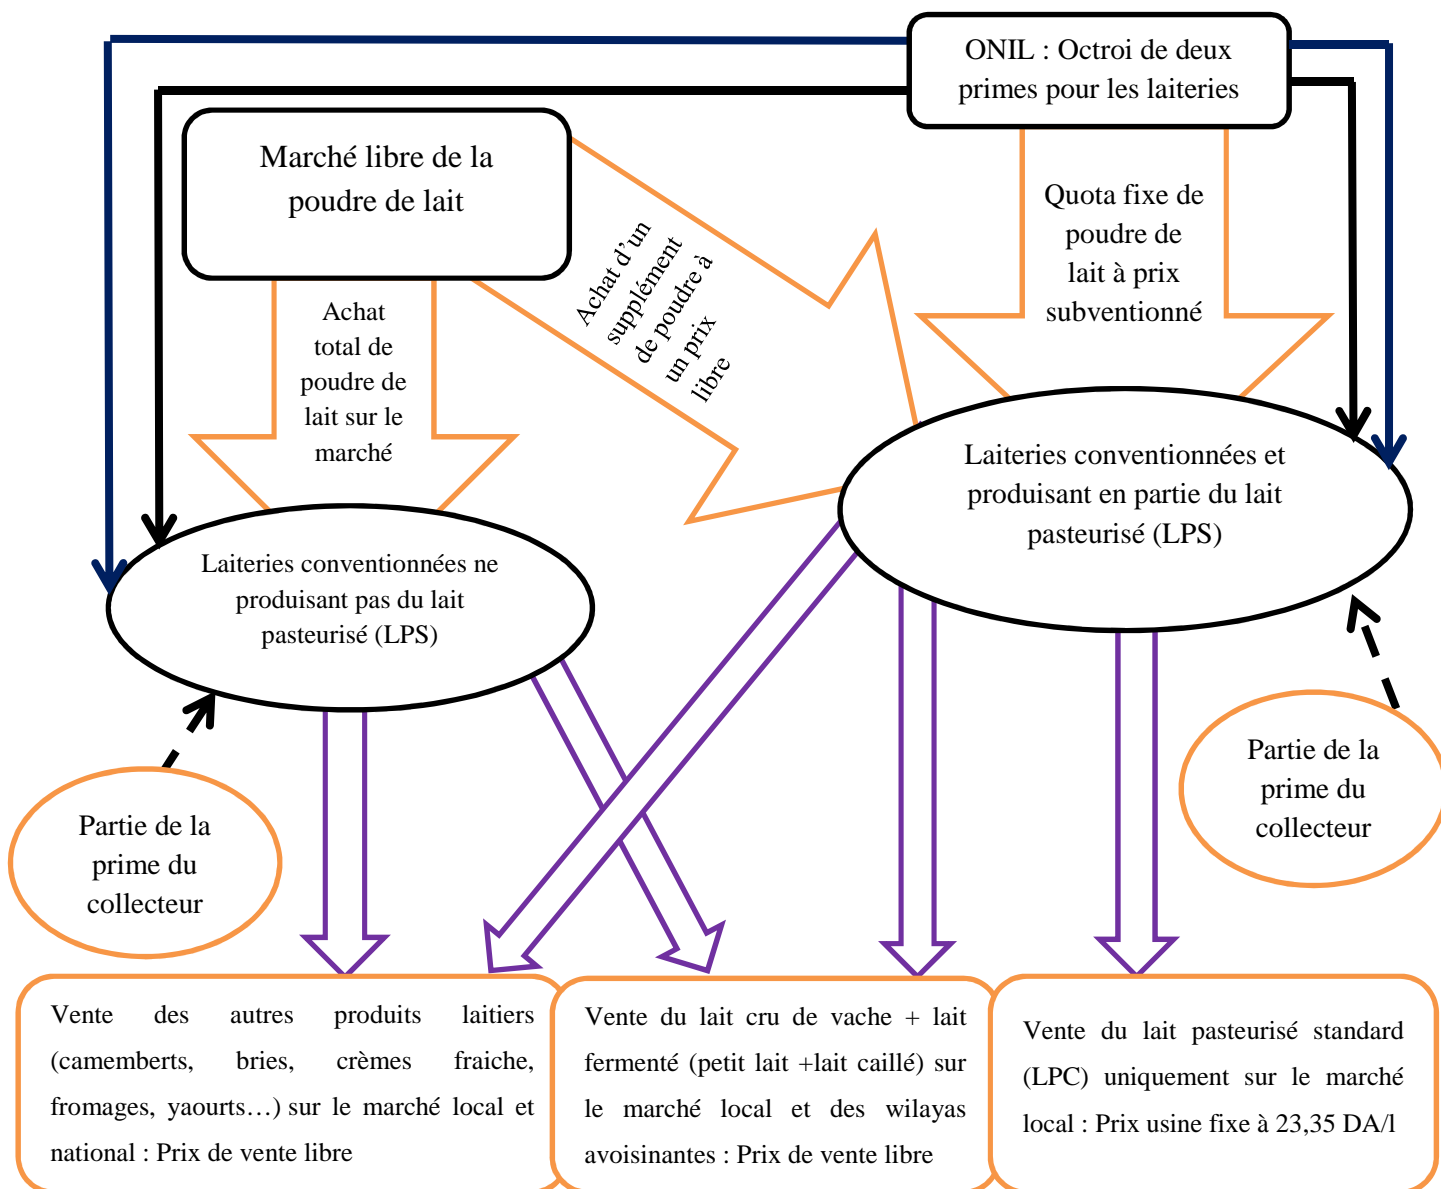 ONIL : Octroi de deux
primes pour les laiteries
Marché libre de la
poudre de lait
Quota fixe de
poudre de
lait à prix
subventionné
Achat d’un
supplément
de poudre à
un prix
libre
Achat
total de
poudre de
lait sur le
marché
Laiteries conventionnées et
produisant en partie du lait
pasteurisé (LPS)
Laiteries conventionnées ne
produisant pas du lait
pasteurisé (LPS)
Partie de la
prime du
collecteur
Partie de la
prime du
collecteur
Vente des autres produits laitiers
(camemberts, bries, crèmes fraiche,
fromages, yaourts…) sur le marché local et
national : Prix de vente libre
Vente du lait cru de vache + lait
fermenté (petit lait +lait caillé) sur
le marché local et des wilayas
avoisinantes : Prix de vente libre
Vente du lait pasteurisé standard
(LPC) uniquement sur le marché
local : Prix usine fixe à 23,35 DA/l